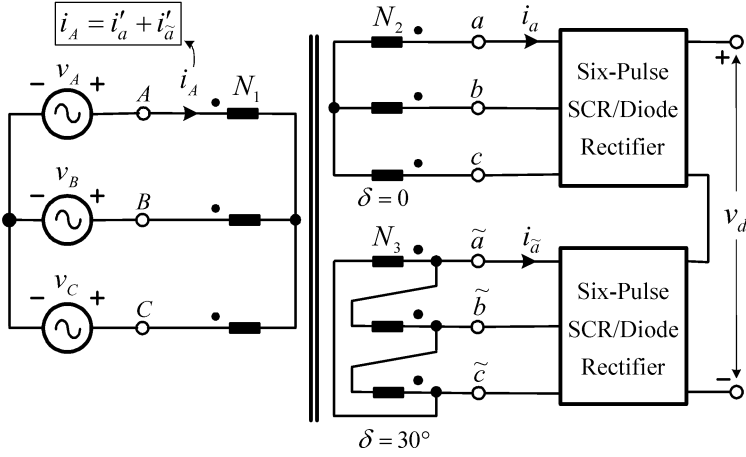 i_A = i'_a + i'_ã
v_A
- +
A
i_A
N_1
v_B
- +
B
v_C
- +
C
N_2
a
i_a
b
c
δ = 0
Six-Pulse
SCR/Diode
Rectifier
+
v_d
N_3
ã
i_ã
b̃
c̃
δ = 30°
Six-Pulse
SCR/Diode
Rectifier
-